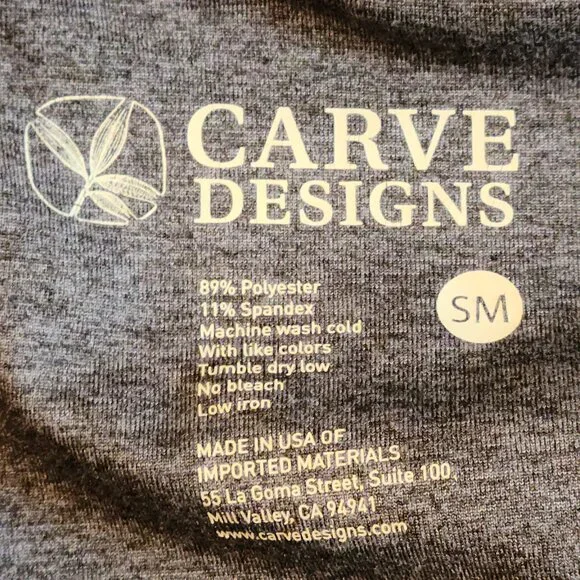 CARVE
DESIGNS
89% Polyester
11% Spandex
SM
Machine wash cold
With like colors
Tumble dry low
No bleach
Low iron
MADE IN USA OF
IMPORTED MATERIALS
55 La Goma Street, Suite 100
Mill Valley, CA 94941
www.carvedesigns.com